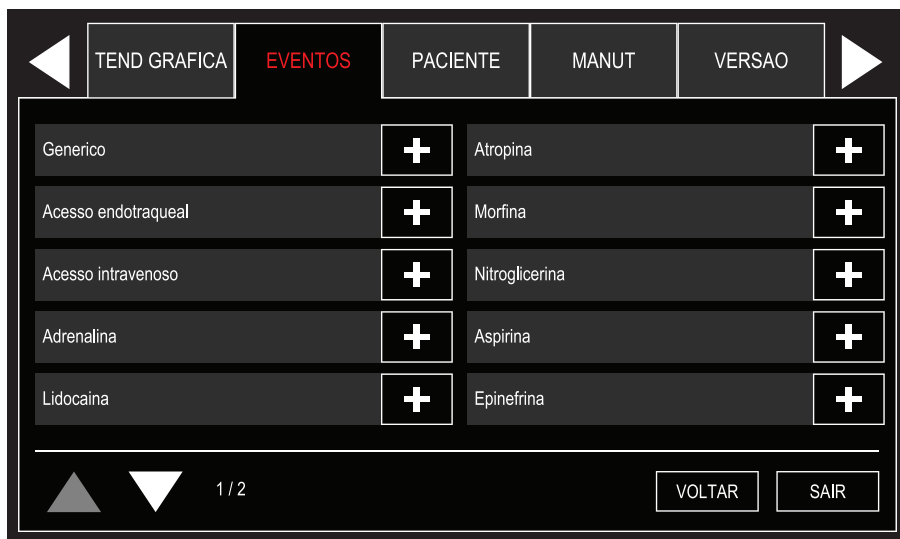 TEND GRAFICA EVENTOS PACIENTE MANUT VERSAO
Generico
Atropina
Acesso endotraqueal
Morfina
Acesso intravenoso
Nitroglicerina
Adrenalina
Aspirina
Lidocaina
Epinefrina
1 / 2
VOLTAR SAIR